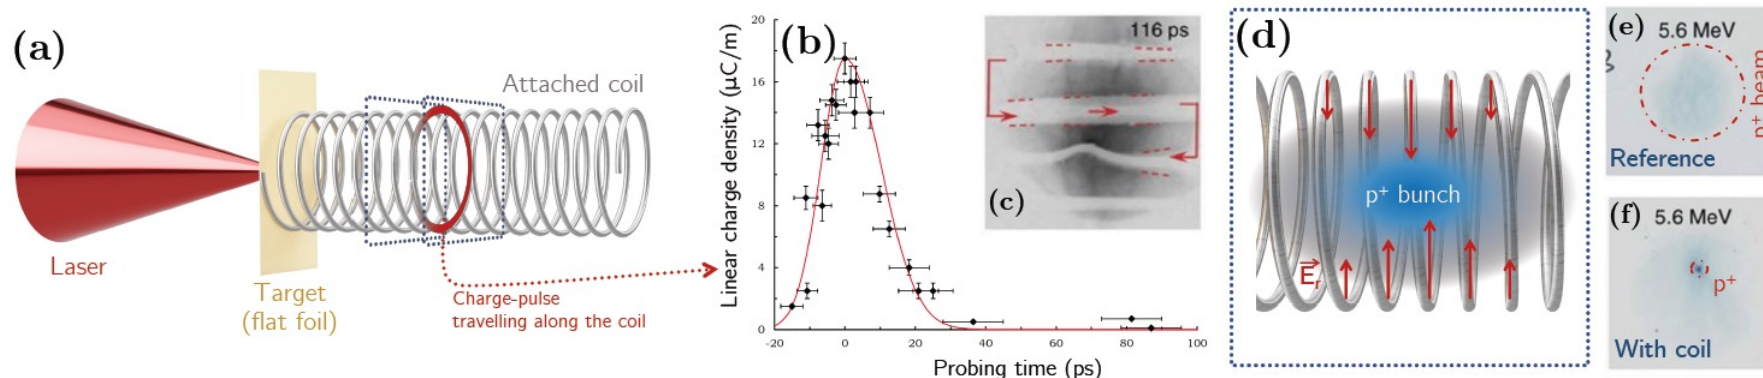 (a)
Attached coil
Laser
Target
(flat foil)
Charge-pulse
travelling along the coil
(b)
Linear charge density (μC/m)
20
16
12
8
4
0
-20
0
20
40
60
80
100
Probing time (ps)
116 ps
(c)
(d)
p⁺ bunch
E_r
(e)
5.6 MeV
p⁺ beam
Reference
(f)
5.6 MeV
p⁺
With coil